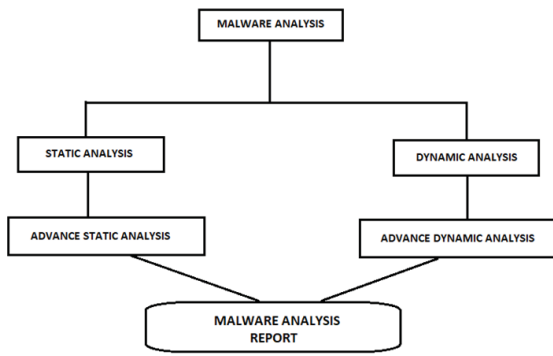 MALWARE ANALYSIS
STATIC ANALYSIS
DYNAMIC ANALYSIS
ADVANCE STATIC ANALYSIS
ADVANCE DYNAMIC ANALYSIS
MALWARE ANALYSIS
REPORT